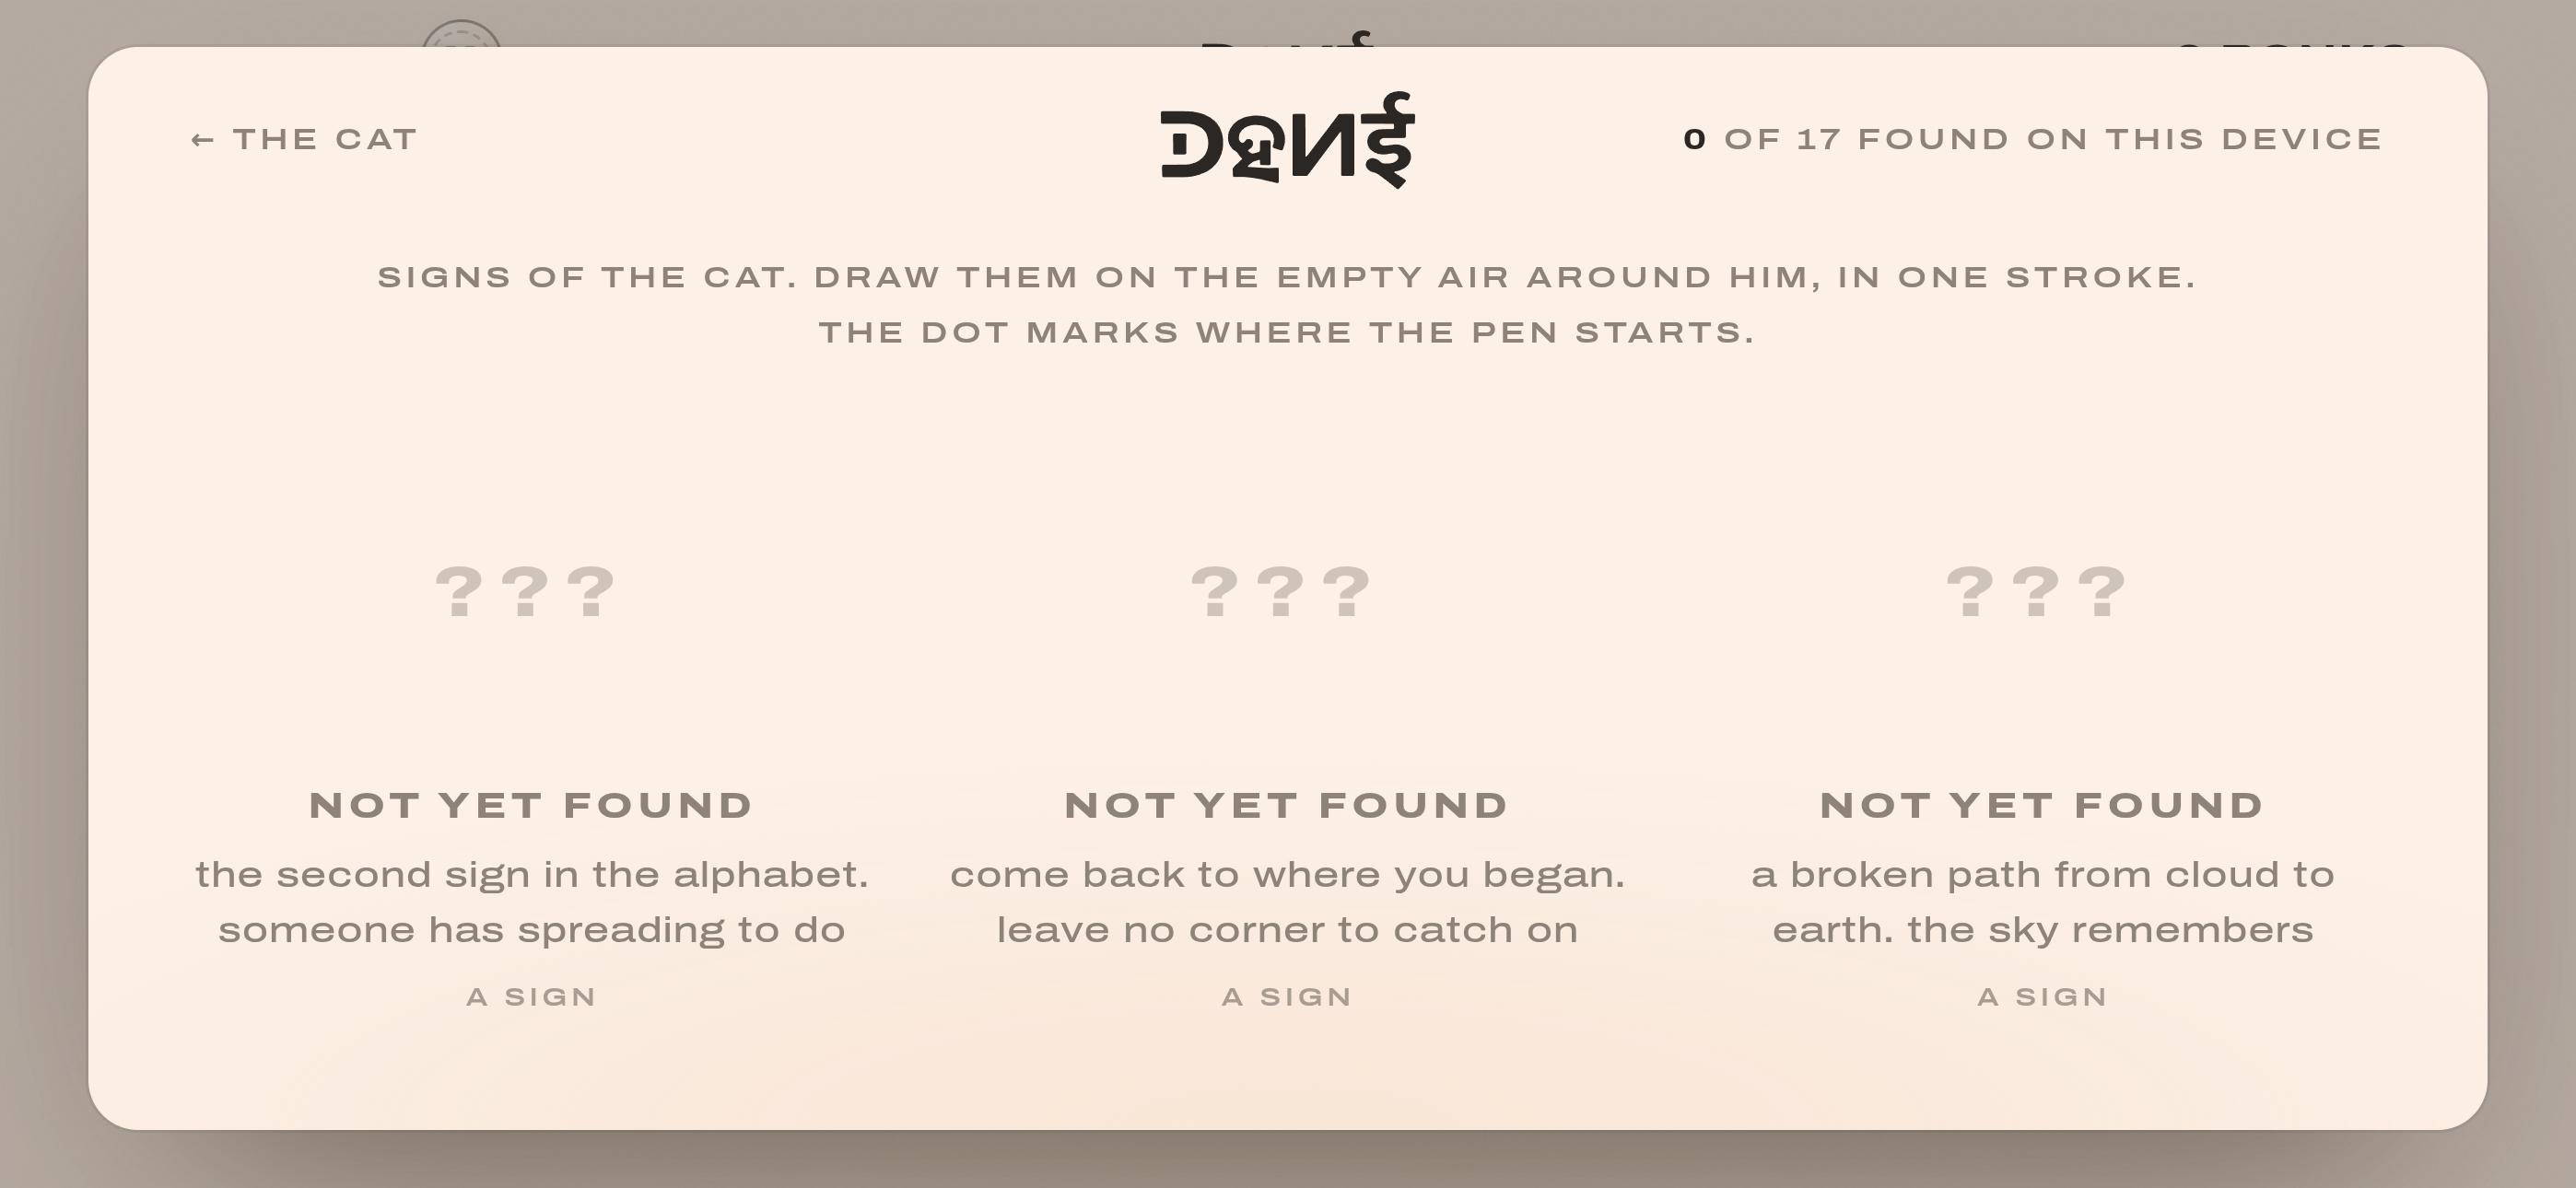 ← THE CAT
DହИई
0 OF 17 FOUND ON THIS DEVICE
SIGNS OF THE CAT. DRAW THEM ON THE EMPTY AIR AROUND HIM, IN ONE STROKE.
THE DOT MARKS WHERE THE PEN STARTS.
???
???
???
NOT YET FOUND
the second sign in the alphabet.
someone has spreading to do
A SIGN
NOT YET FOUND
come back to where you began.
leave no corner to catch on
A SIGN
NOT YET FOUND
a broken path from cloud to
earth. the sky remembers
A SIGN